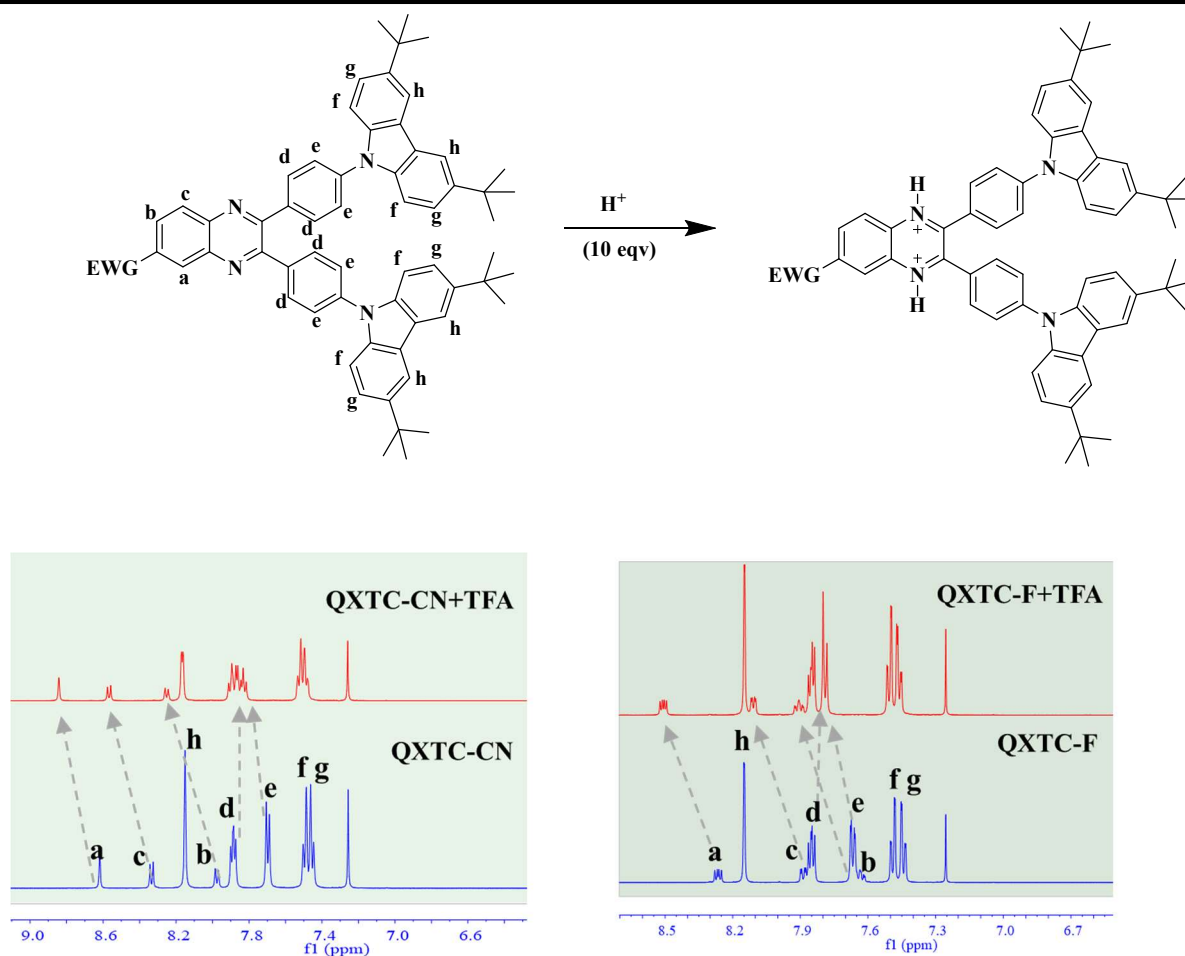 g
h
f
e
d
N
h
e
c
N
d
f
g
b
e
d
f
g
EWG
a
N
d
e
N
h
e
f
h
g
H⁺
(10 eqv)
N
H
N
+
+
EWG
N
H
N
QXTC-CN+TFA
QXTC-CN
h
f g
d
e
a
c
b
9.0 8.6 8.2 7.8 7.4 7.0 6.6
f1 (ppm)
QXTC-F+TFA
QXTC-F
h
f g
d
e
a
c
b
8.5 8.2 7.9 7.6 7.3 7.0 6.7
f1 (ppm)